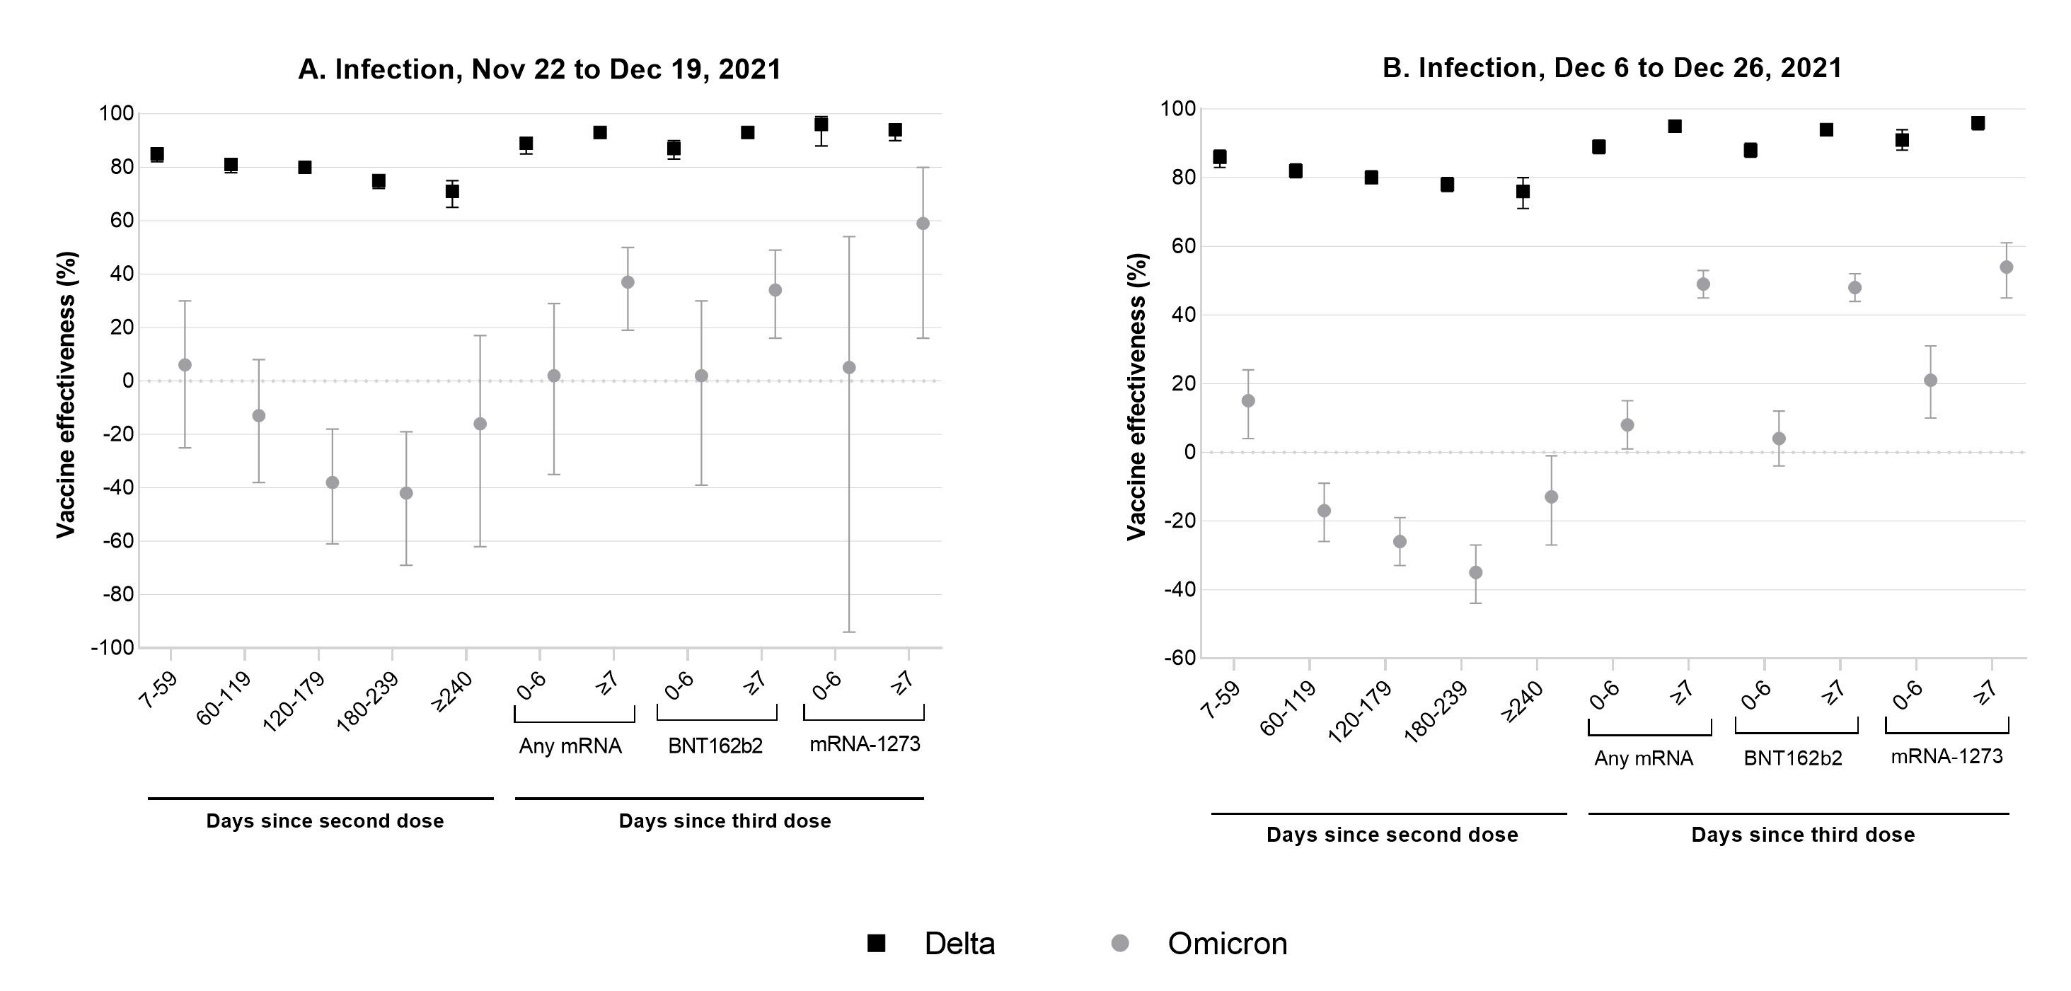 A. Infection, Nov 22 to Dec 19, 2021
Vaccine effectiveness (%)
100
80
60
40
20
0
-20
-40
-60
-80
-100
7-59
60-119
120-179
180-239
≥240
0-6
≥7
0-6
≥7
0-6
≥7
Any mRNA
BNT162b2
mRNA-1273
Days since second dose
Days since third dose
B. Infection, Dec 6 to Dec 26, 2021
Vaccine effectiveness (%)
100
80
60
40
20
0
-20
-40
-60
7-59
60-119
120-179
180-239
≥240
0-6
≥7
0-6
≥7
0-6
≥7
Any mRNA
BNT162b2
mRNA-1273
Days since second dose
Days since third dose
Delta
Omicron